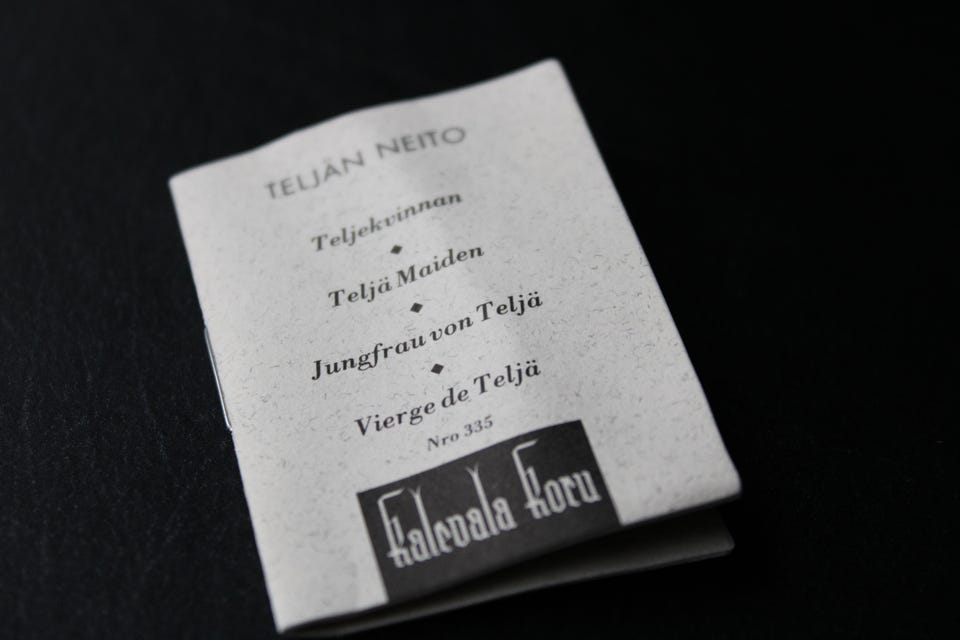 TELJÄN NEITO
Teljekvinnan
Teljä Maiden
Jungfrau von Teljä
Vierge de Teljä
Nro 335
Kalevala Koru